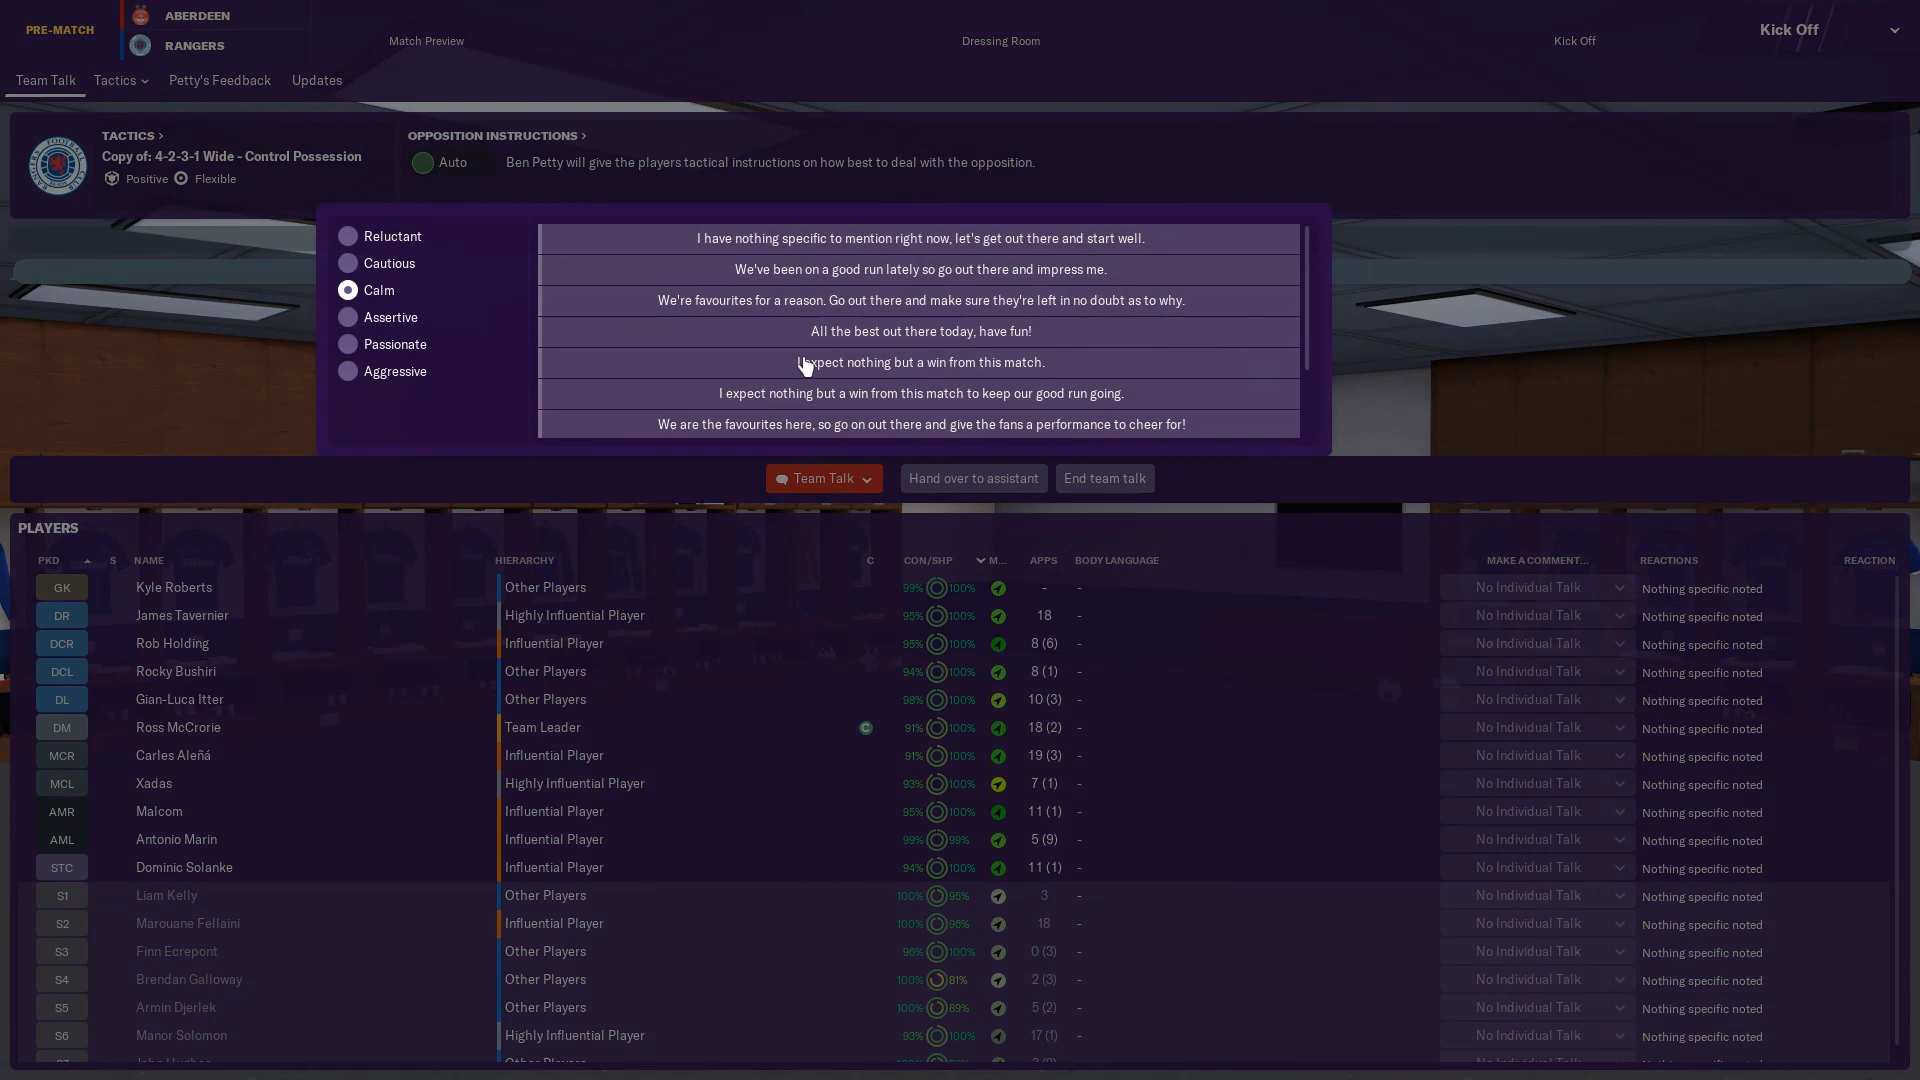 PRE-MATCH
ABERDEEN
RANGERS
Match Preview
Dressing Room
Kick Off
Kick Off
Team Talk
Tactics
Petty's Feedback
Updates
TACTICS >
Copy of: 4-2-3-1 Wide - Control Possession
Positive
Flexible
OPPOSITION INSTRUCTIONS >
Auto
Ben Petty will give the players tactical instructions on how best to deal with the opposition.
Reluctant
Cautious
Calm
Assertive
Passionate
Aggressive
I have nothing specific to mention right now, let's get out there and start well.
We've been on a good run lately so go out there and impress me.
We're favourites for a reason. Go out there and make sure they're left in no doubt as to why.
All the best out there today, have fun!
I expect nothing but a win from this match.
I expect nothing but a win from this match to keep our good run going.
We are the favourites here, so go on out there and give the fans a performance to cheer for!
Team Talk
Hand over to assistant
End team talk
PLAYERS
PKD S NAME HIERARCHY C CON/SHP M... APPS BODY LANGUAGE MAKE A COMMENT... REACTIONS REACTION
GK Kyle Roberts Other Players 99% 100% - - No Individual Talk Nothing specific noted
DR James Tavernier Highly Influential Player 95% 100% 18 - No Individual Talk Nothing specific noted
DCR Rob Holding Influential Player 95% 100% 8 (6) - No Individual Talk Nothing specific noted
DCL Rocky Bushiri Other Players 94% 100% 8 (1) - No Individual Talk Nothing specific noted
DL Gian-Luca Itter Other Players 98% 100% 10 (3) - No Individual Talk Nothing specific noted
DM Ross McCrorie Team Leader C 91% 100% 18 (2) - No Individual Talk Nothing specific noted
MCR Carles Aleñá Influential Player 91% 100% 19 (3) - No Individual Talk Nothing specific noted
MCL Xadas Highly Influential Player 93% 100% 7 (1) - No Individual Talk Nothing specific noted
AMR Malcom Influential Player 95% 100% 11 (1) - No Individual Talk Nothing specific noted
AML Antonio Marin Influential Player 99% 99% 5 (9) - No Individual Talk Nothing specific noted
STC Dominic Solanke Influential Player 94% 100% 11 (1) - No Individual Talk Nothing specific noted
S1 Liam Kelly Other Players 100% 95% 3 - No Individual Talk Nothing specific noted
S2 Marouane Fellaini Influential Player 100% 96% 18 - No Individual Talk Nothing specific noted
S3 Finn Ecrepont Other Players 96% 100% 0 (3) - No Individual Talk Nothing specific noted
S4 Brendan Galloway Other Players 100% 81% 2 (3) - No Individual Talk Nothing specific noted
S5 Armin Djerlek Other Players 100% 89% 5 (2) - No Individual Talk Nothing specific noted
S6 Manor Solomon Highly Influential Player 93% 100% 17 (1) - No Individual Talk Nothing specific noted